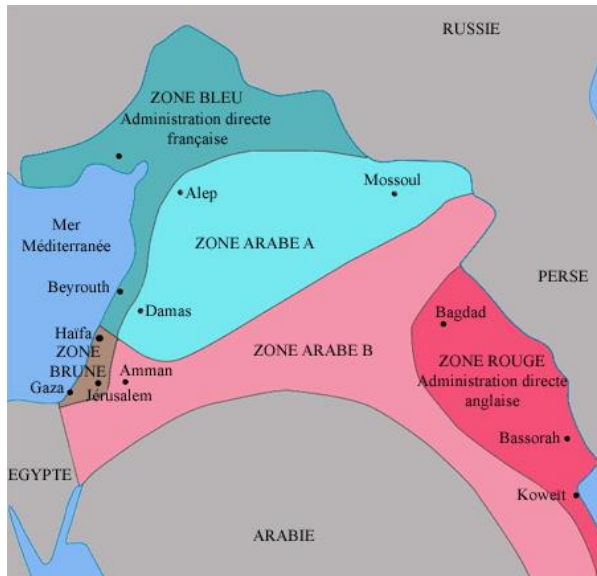 RUSSIE
ZONE BLEU
Administration directe
française
Alep
Mossoul
Mer
Méditerranée
ZONE ARABE A
PERSE
Beyrouth
Damas
Bagdad
Haïfa
ZONE
BRUNE
ZONE ARABE B
ZONE ROUGE
Administration directe
anglaise
Amman
Gaza
Jérusalem
Bassorah
EGYPTE
Koweït
ARABIE